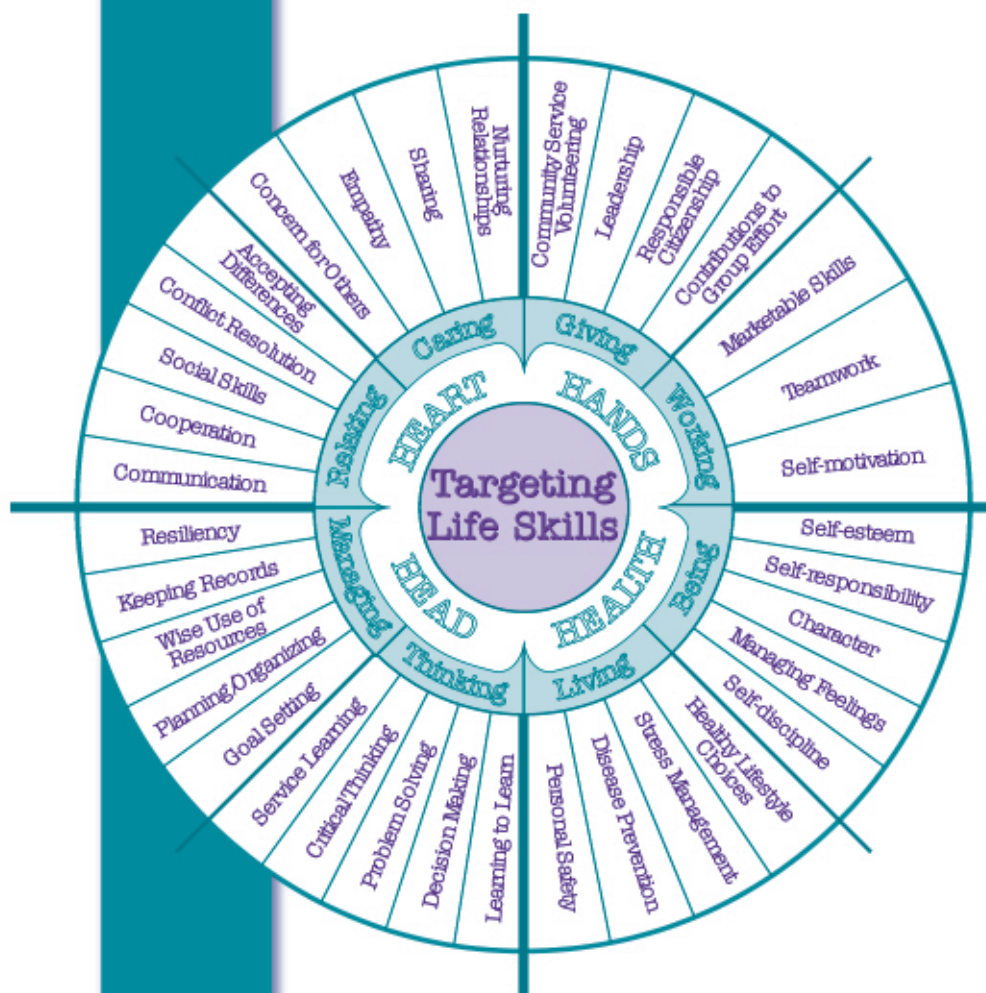 Targeting
Life Skills
HEART
HANDS
HEALTH
HEAD
Caring
Giving
Working
Being
Living
Thinking
Managing
Relating
Concern for Others
Empathy
Sharing
Nurturing
Relationships
Community Service
Volunteering
Leadership
Responsible
Citizenship
Contributions to
Group Effort
Marketable Skills
Teamwork
Self-motivation
Self-esteem
Self-responsibility
Character
Managing Feelings
Self-discipline
Healthy Lifestyle
Choices
Stress Management
Disease Prevention
Personal Safety
Learning to Learn
Decision Making
Problem Solving
Critical Thinking
Service Learning
Goal Setting
Planning/Organizing
Wise Use of
Resources
Keeping Records
Resiliency
Communication
Cooperation
Social Skills
Conflict Resolution
Accepting
Differences